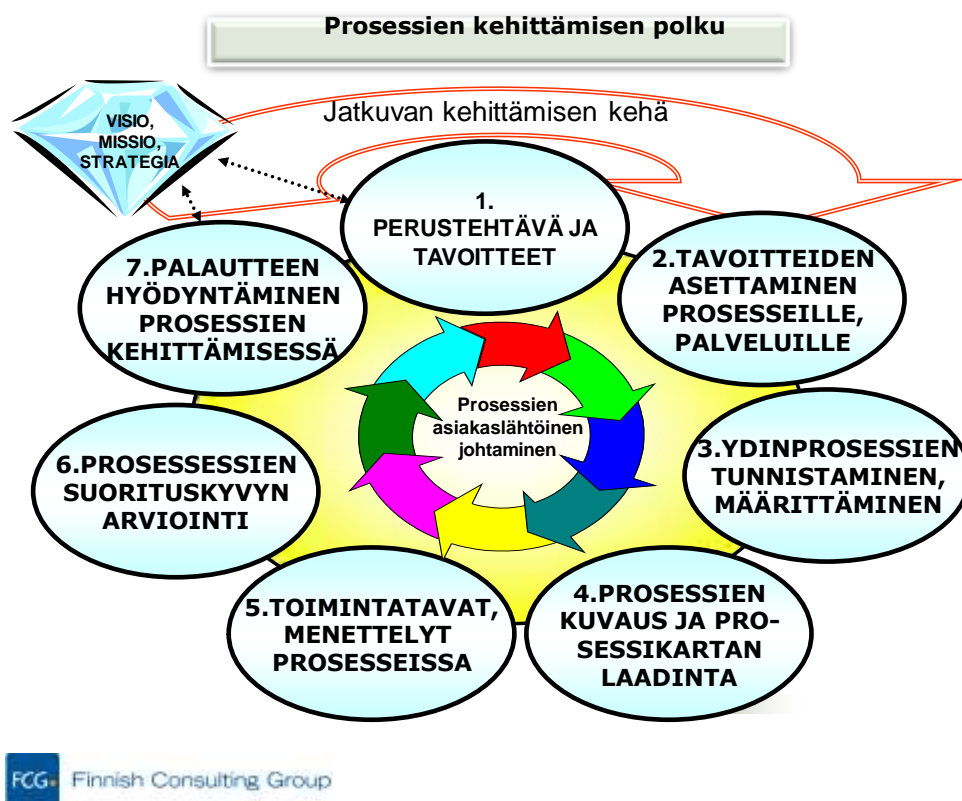 Prosessien kehittämisen polku
Jatkuvan kehittämisen kehä
VISIO,
MISSIO,
STRATEGIA
1.
PERUSTEHTÄVÄ JA
TAVOITTEET
2.TAVOITTEIDEN
ASETTAMINEN
PROSESSEILLE,
PALVELUILLE
3.YDINPROSESSIEN
TUNNISTAMINEN,
MÄÄRITTÄMINEN
4.PROSESSIEN
KUVAUS JA PRO-
SESSIKARTAN
LAADINTA
5.TOIMINTATAVAT,
MENETTELYT
PROSESSEISSA
6.PROSESSESSIEN
SUORITUSKYVYN
ARVIOINTI
7.PALAUTTEEN
HYÖDYNTÄMINEN
PROSESSIEN
KEHITTÄMISESSÄ
Prosessien
asiakaslähtöinen
johtaminen
FCG Finnish Consulting Group